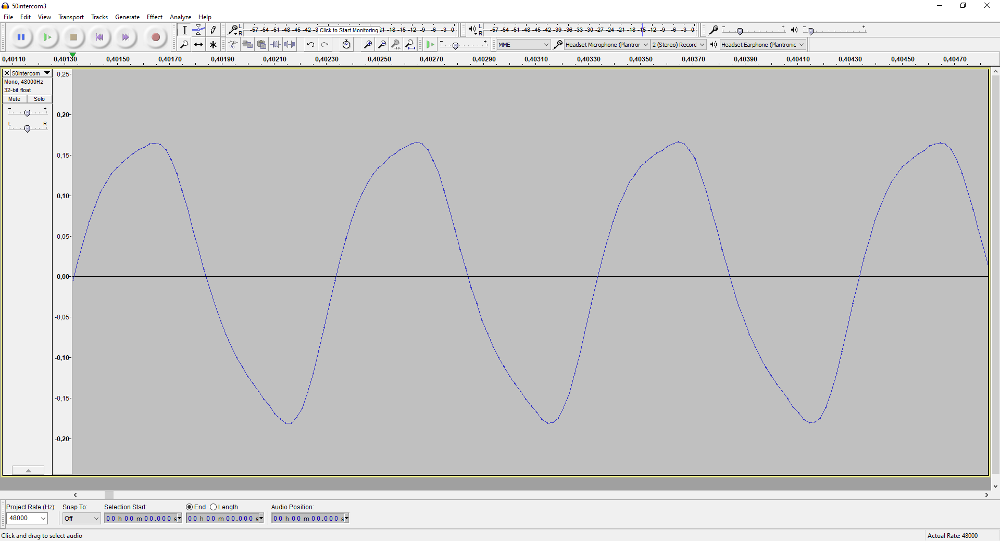 50intercom3
File Edit View Transport Tracks Generate Effect Analyze Help
L R -57 -54 -51 -48 -45 -42 -3 Click to Start Monitoring 21 -18 -15 -12 -9 -6 -3 0 L R -57 -54 -51 -48 -45 -42 -39 -36 -33 -30 -27 -24 -21 -18 -15 -12 -9 -6 -3 0 - + - +
- + MME Headset Microphone (Plantror 2 (Stereo) Record Headset Earphone (Plantronic
0,40110 0,40130 0,40150 0,40170 0,40190 0,40210 0,40230 0,40250 0,40270 0,40290 0,40310 0,40330 0,40350 0,40370 0,40390 0,40410 0,40430 0,40450 0,40470
50intercom
Mono, 48000Hz
32-bit float
Mute Solo
- +
L R
0,25
0,20
0,15
0,10
0,05
0,00
-0,05
-0,10
-0,15
-0,20
Project Rate (Hz): Snap To: Selection Start: End Length Audio Position:
48000 Off 00 h 00 m 00.000 s 00 h 00 m 00.000 s 00 h 00 m 00.000 s
Click and drag to select audio Actual Rate: 48000